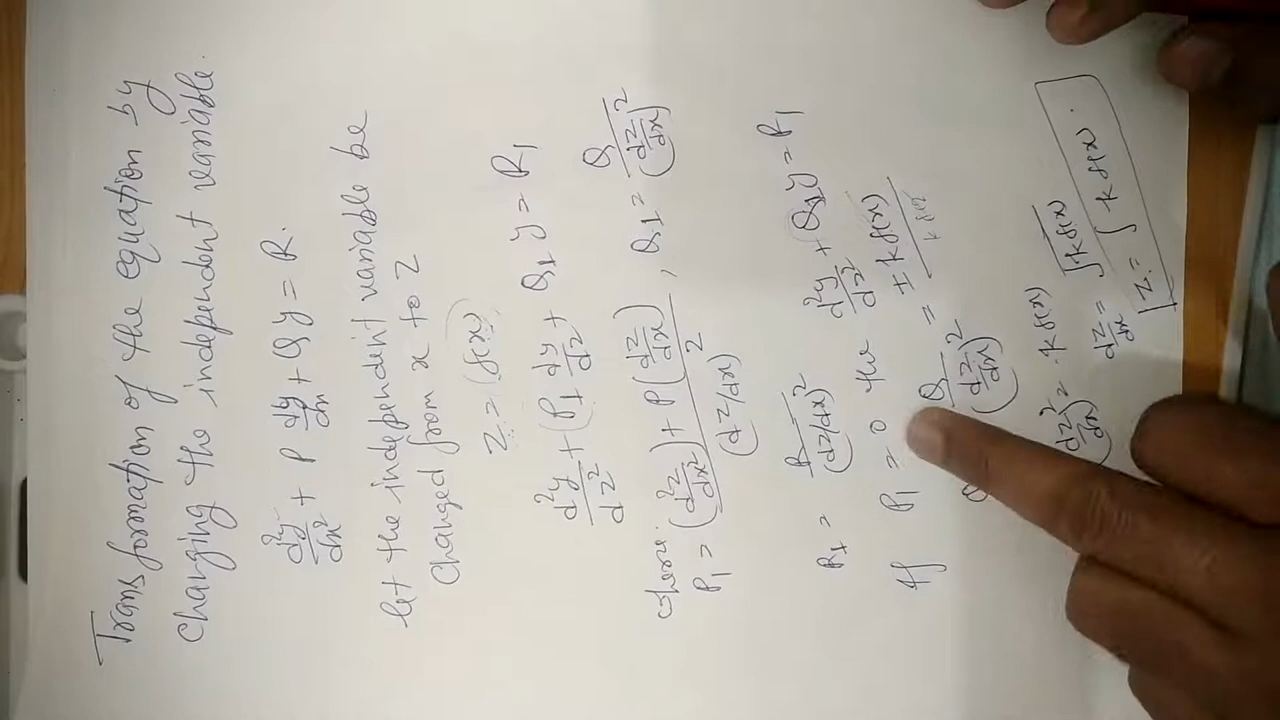 Transformation of the equation by
changing the independent variable.
d²y/dx² + P dy/dx + Qy = R.
let the independent variable be
changed from x to z
z = f(x)
d²y/dz² + P₁ dy/dz + Q₁ y = R₁
where
P₁ = ((d²z/dx²) + P(dz/dx))/(dz/dx)², Q₁ = Q/(dz/dx)²
R₁ = R/(dz/dx)²
If P₁ = 0 the d²y/dz² + Q₁y = R₁
Q/(dz/dx)² = ± k f(x)/k f(x)
(dz/dx)² = k f(x)
dz/dx = √k f(x)
z = ∫ √k f(x).